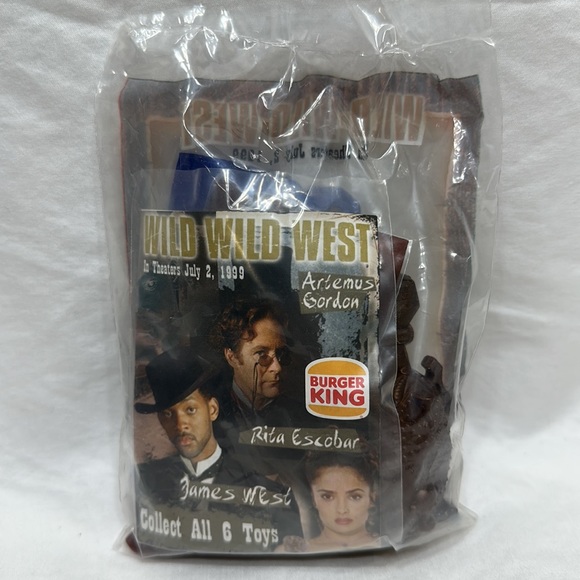 WILD WILD WEST
In Theaters July 2, 1999
Artemus
Gordon
BURGER
KING
Rita Escobar
James West
Collect All 6 Toys